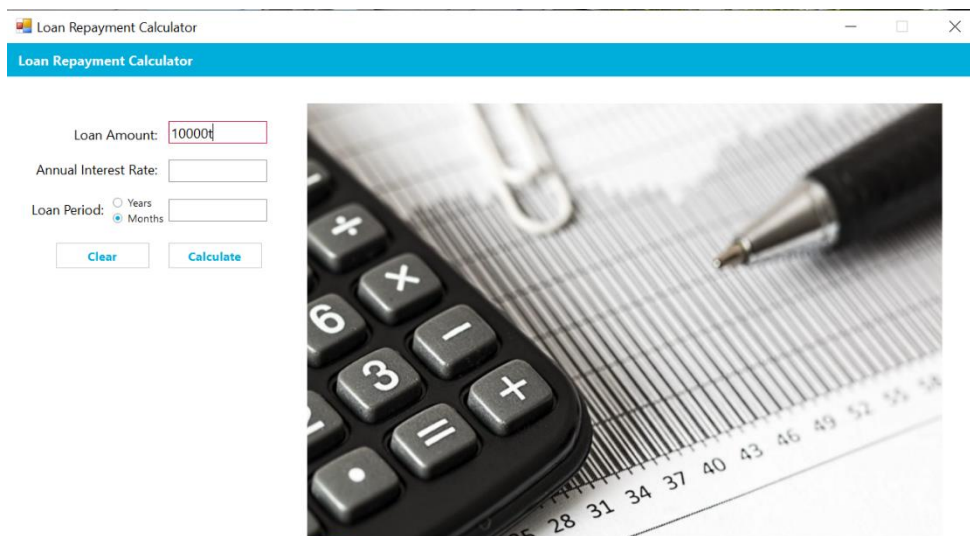 Loan Repayment Calculator
Loan Repayment Calculator
Loan Amount: 10000t
Annual Interest Rate:
Loan Period: Years
Months
Clear Calculate
÷
×
6 −
3 +
=
28 31 34 37 40 43 46 49 52 55 58